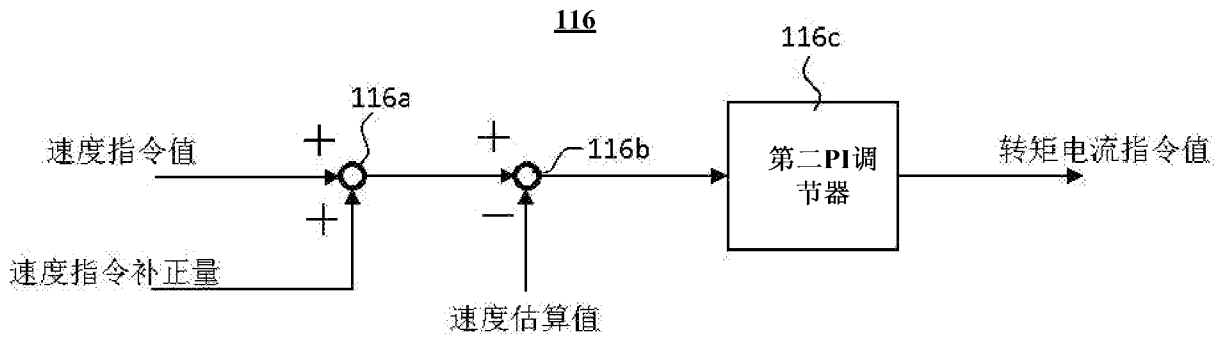 116
116c
116a
+
+
速度指令值
116b
第二PI调
节器
转矩电流指令值
+
−
速度指令补正量
速度估算值